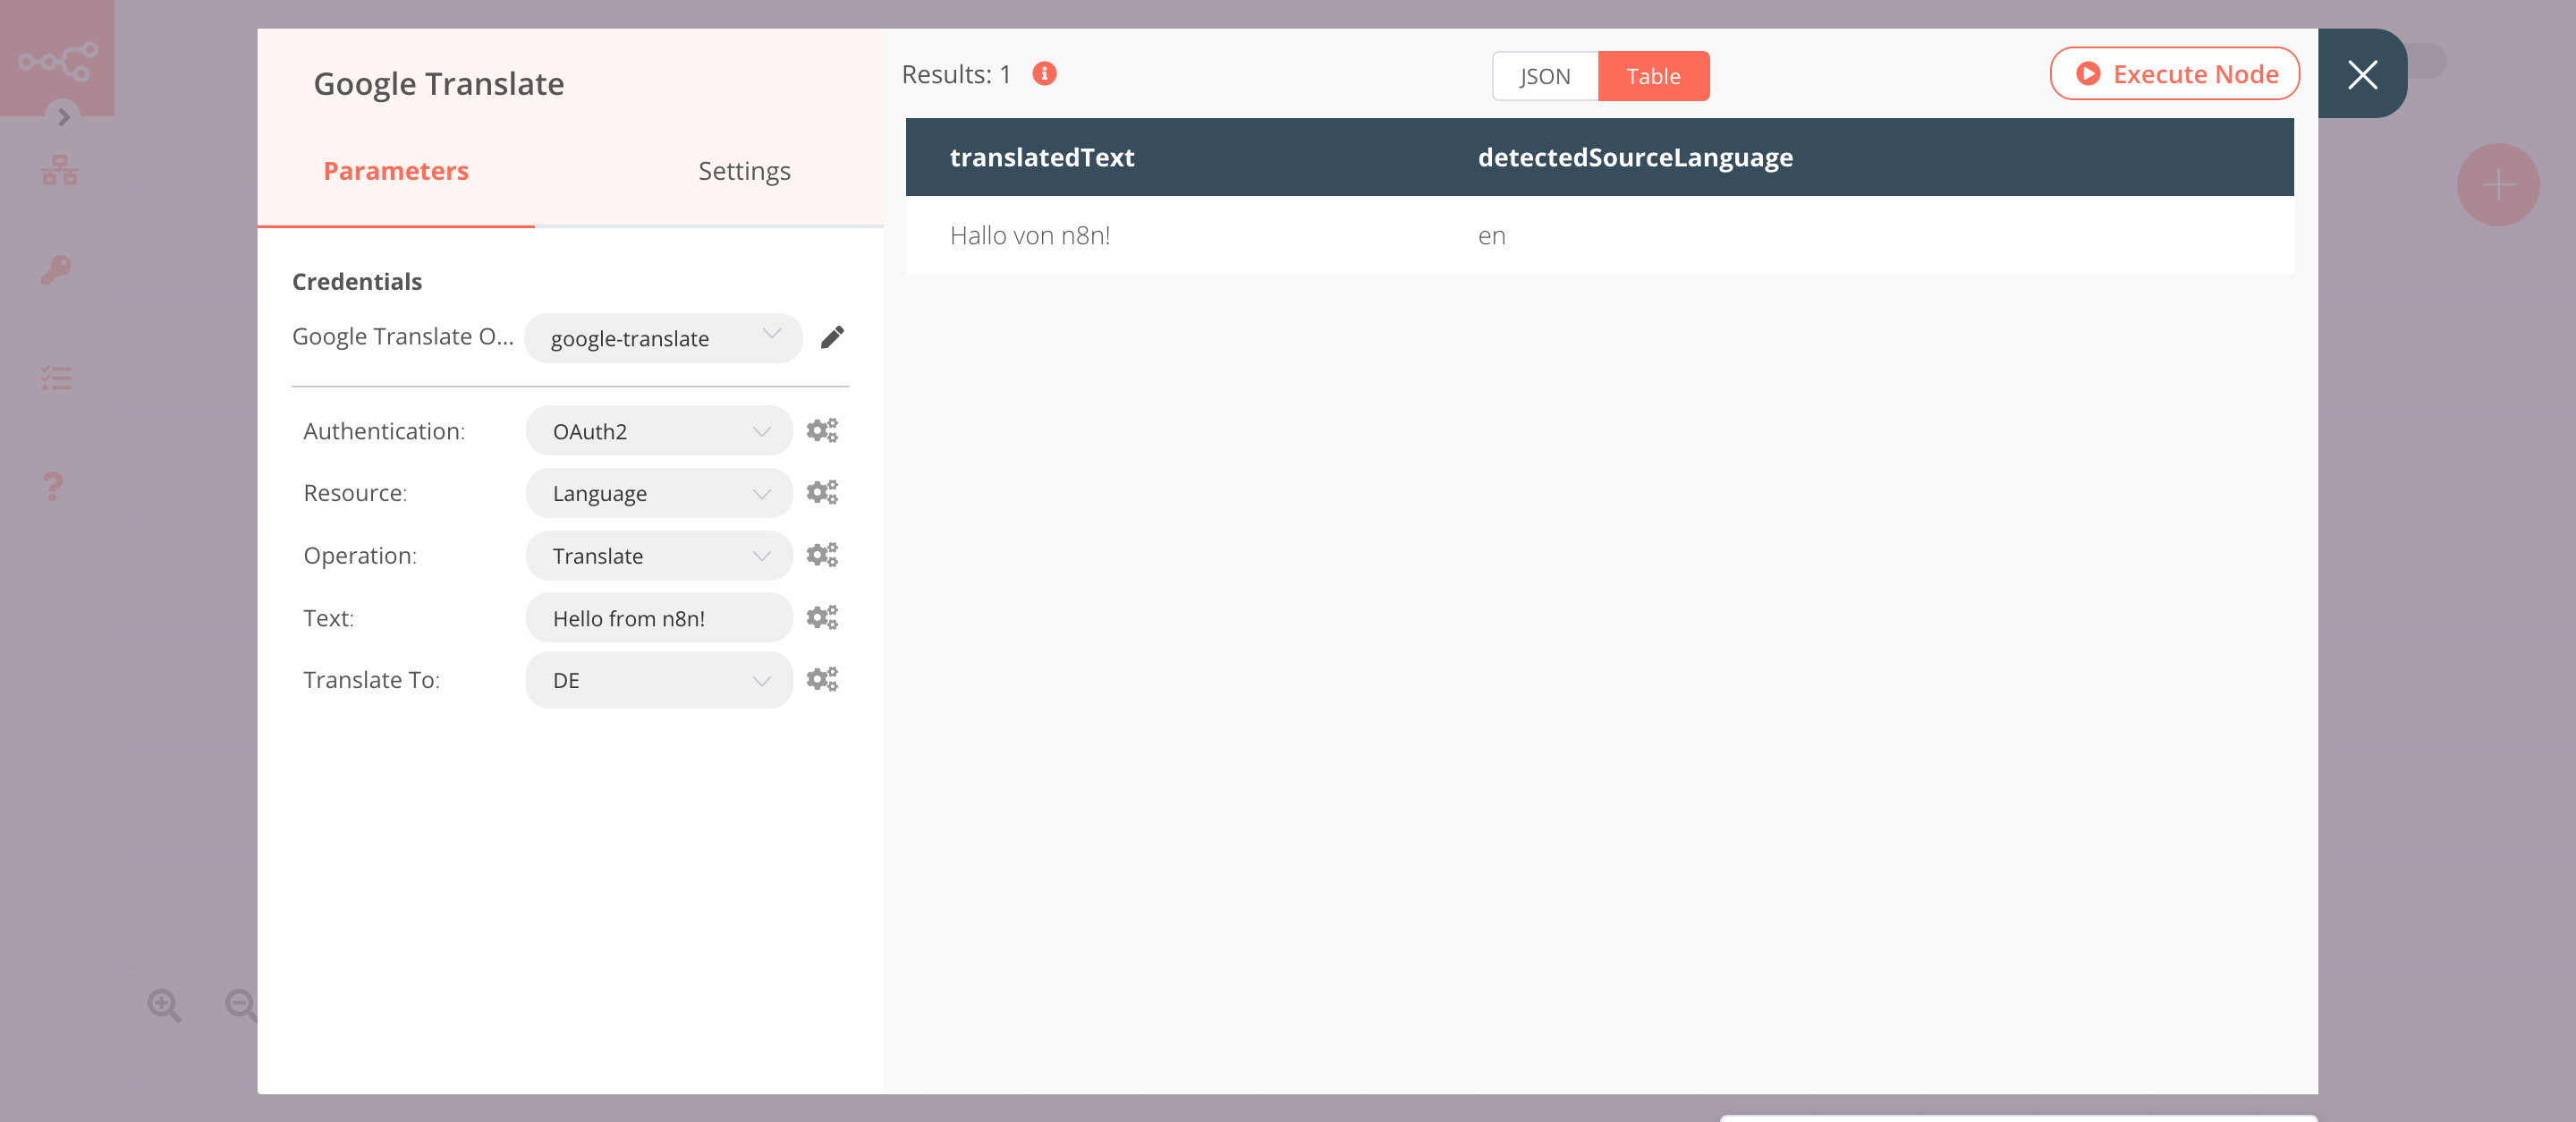 Google Translate
Parameters
Settings
Credentials
Google Translate O...
google-translate
Authentication:
OAuth2
Resource:
Language
Operation:
Translate
Text:
Hello from n8n!
Translate To:
DE
Results: 1
JSON
Table
Execute Node
translatedText
detectedSourceLanguage
Hallo von n8n!
en